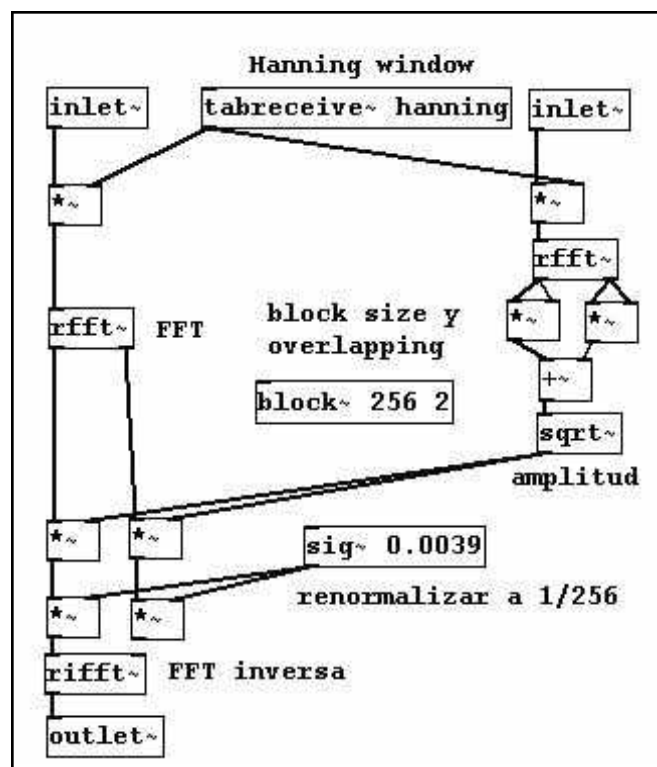 Hanning window
inlet~
tabreceive~ hanning
inlet~
*~
*~
rfft~
rfft~
FFT
block size y
overlapping
*~
*~
+~
block~ 256 2
sqrt~
amplitud
*~
*~
sig~ 0.0039
*~
*~
renormalizar a 1/256
rifft~
FFT inversa
outlet~